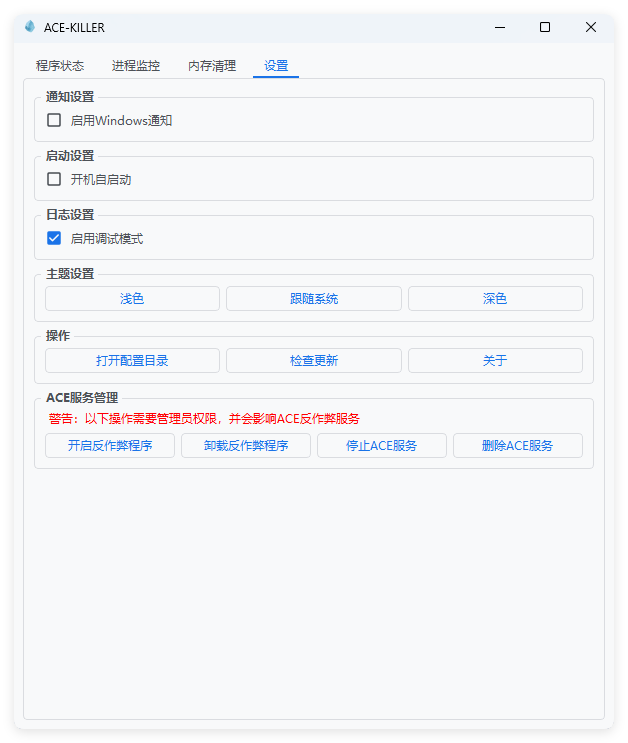 ACE-KILLER
程序状态 进程监控 内存清理 设置
通知设置
启用Windows通知
启动设置
开机自启动
日志设置
启用调试模式
主题设置
浅色 跟随系统 深色
操作
打开配置目录 检查更新 关于
ACE服务管理
警告：以下操作需要管理员权限，并会影响ACE反作弊服务
开启反作弊程序 卸载反作弊程序 停止ACE服务 删除ACE服务